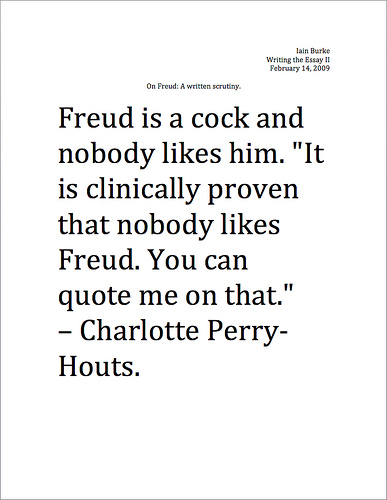 Iain Burke
Writing the Essay II
February 14, 2009
On Freud: A written scrutiny.
Freud is a cock and
nobody likes him. "It
is clinically proven
that nobody likes
Freud. You can
quote me on that."
– Charlotte Perry-
Houts.